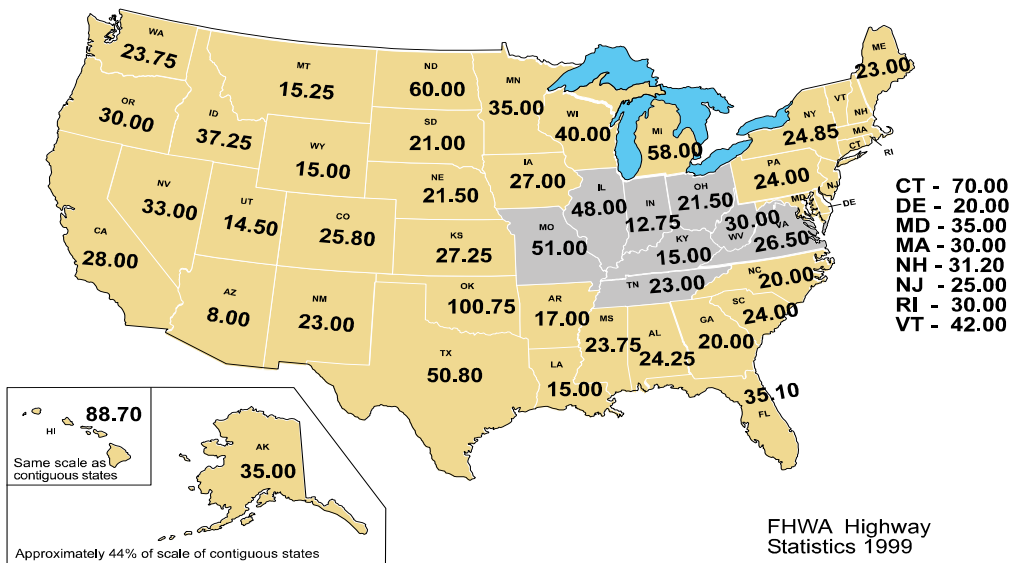 WA
23.75
MT
15.25
ND
60.00
MN
35.00
ME
23.00
OR
30.00
ID
37.25
WY
15.00
SD
21.00
WI
40.00
MI
58.00
NY
24.85
VT
NH
MA
CT
RI
NV
33.00
UT
14.50
CO
25.80
NE
21.50
IA
27.00
IL
48.00
IN
12.75
OH
21.50
PA
24.00
NJ
MD
DE
CA
28.00
KS
27.25
MO
51.00
KY
15.00
WV
30.00
VA
26.50
AZ
8.00
NM
23.00
OK
100.75
AR
17.00
TN
23.00
NC
20.00
SC
24.00
TX
50.80
LA
15.00
MS
23.75
AL
24.25
GA
20.00
35.10
FL
CT - 70.00
DE - 20.00
MD - 35.00
MA - 30.00
NH - 31.20
NJ - 25.00
RI - 30.00
VT - 42.00
88.70
HI
Same scale as
contiguous states
AK
35.00
Approximately 44% of scale of contiguous states
FHWA Highway
Statistics 1999